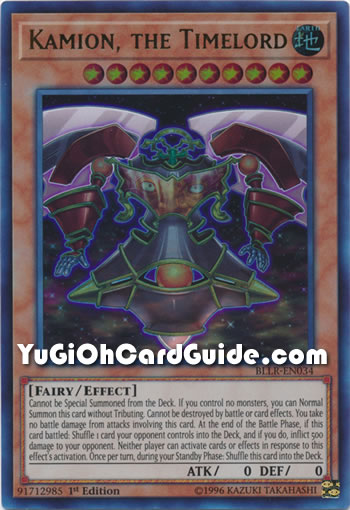 KAMION, THE TIMELORD
EARTH
地
YuGiOhCardGuide.com
BLLR-EN034
[FAIRY/EFFECT]
Cannot be Special Summoned from the Deck. If you control no monsters, you can Normal
Summon this card without Tributing. Cannot be destroyed by battle or card effects. You take
no battle damage from attacks involving this card. At the end of the Battle Phase, if
this card battled: Shuffle 1 card your opponent controls into the Deck, and if you do, inflict 500
damage to your opponent. Neither player can activate cards or effects in response to
this effect's activation. Once per turn, during your Standby Phase: Shuffle this card into the Deck.
ATK/ 0 DEF/ 0
91712985 1st Edition ©1996 KAZUKI TAKAHASHI